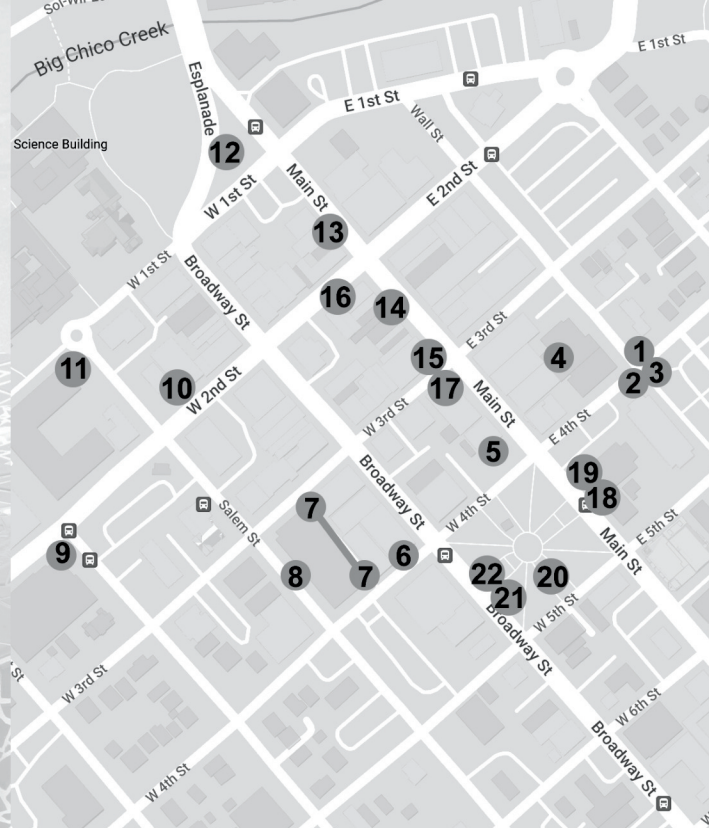 Sol-Wil
Big Chico Creek
Science Building
Esplanade
E 1st St
E 1st St
Wall St
12
W 1st St
Main St
E 2nd St
13
W 1st St
Broadway St
16
14
E 3rd St
11
10
W 2nd St
15
17
4
1
2
3
Main St
W 3rd St
E 4th St
5
19
18
Broadway St
W 4th St
E 5th St
Main St
7
Salem St
9
8
7
6
22
20
21
W 5th St
Broadway St
W 3rd St
W 6th St
Broadway St
W 4th St
St
W